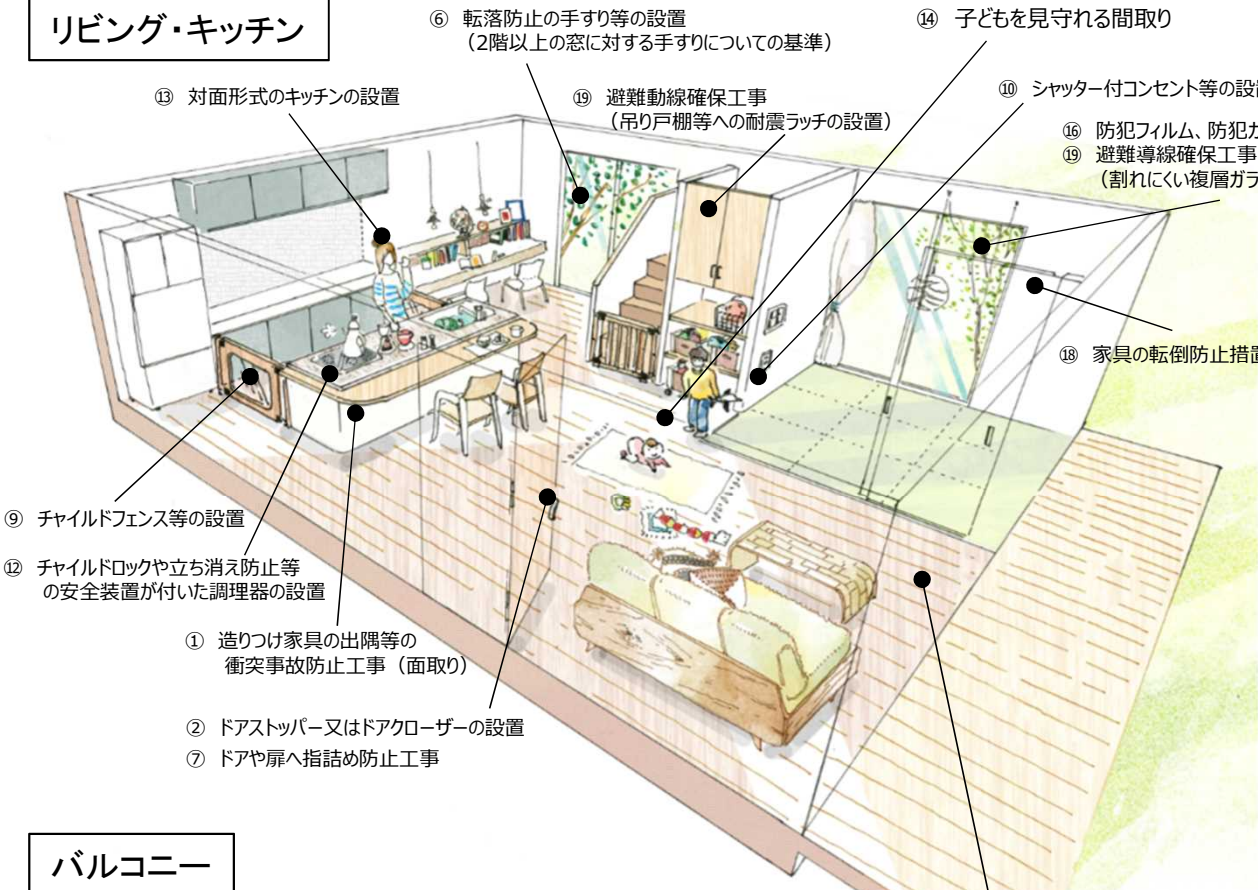 リビング・キッチン
⑥ 転落防止の手すり等の設置
（2階以上の窓に対する手すりについての基準）
⑭ 子どもを見守れる間取り
⑬ 対面形式のキッチンの設置
⑲ 避難動線確保工事
（吊り戸棚等への耐震ラッチの設置）
⑩ シャッター付コンセント等の設
⑯ 防犯フィルム、防犯
⑲ 避難導線確保工事
（割れにくい複層ガラ
⑱ 家具の転倒防止措置
⑨ チャイルドフェンス等の設置
⑫ チャイルドロックや立ち消え防止等
の安全装置が付いた調理器の設置
① 造りつけ家具の出隅等の
衝突事故防止工事（面取り）
② ドアストッパー又はドアクローザーの設置
⑦ ドアや扉へ指詰め防止工事
バルコニー